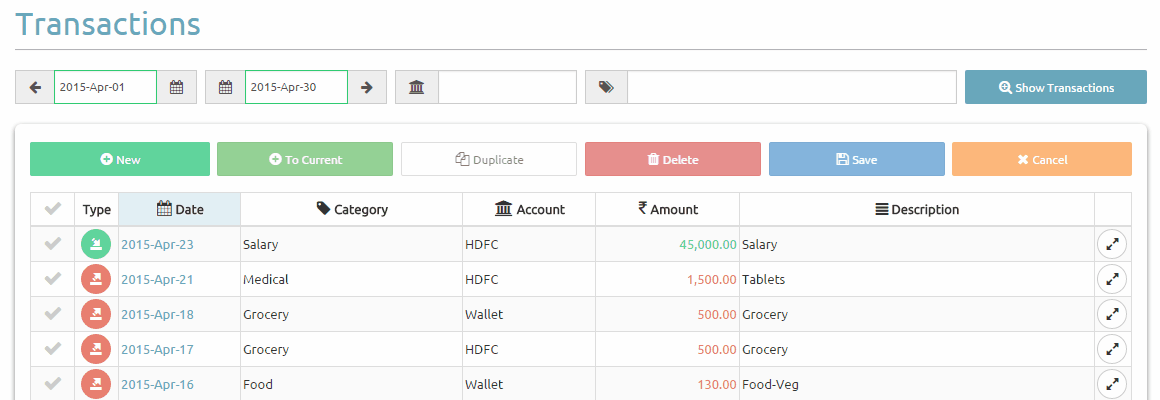 Transactions
2015-Apr-01 2015-Apr-30 Show Transactions
New To Current Duplicate Delete Save Cancel
Type Date Category Account ₹ Amount Description
2015-Apr-23 Salary HDFC 45,000.00 Salary
2015-Apr-21 Medical HDFC 1,500.00 Tablets
2015-Apr-18 Grocery Wallet 500.00 Grocery
2015-Apr-17 Grocery HDFC 500.00 Grocery
2015-Apr-16 Food Wallet 130.00 Food-Veg